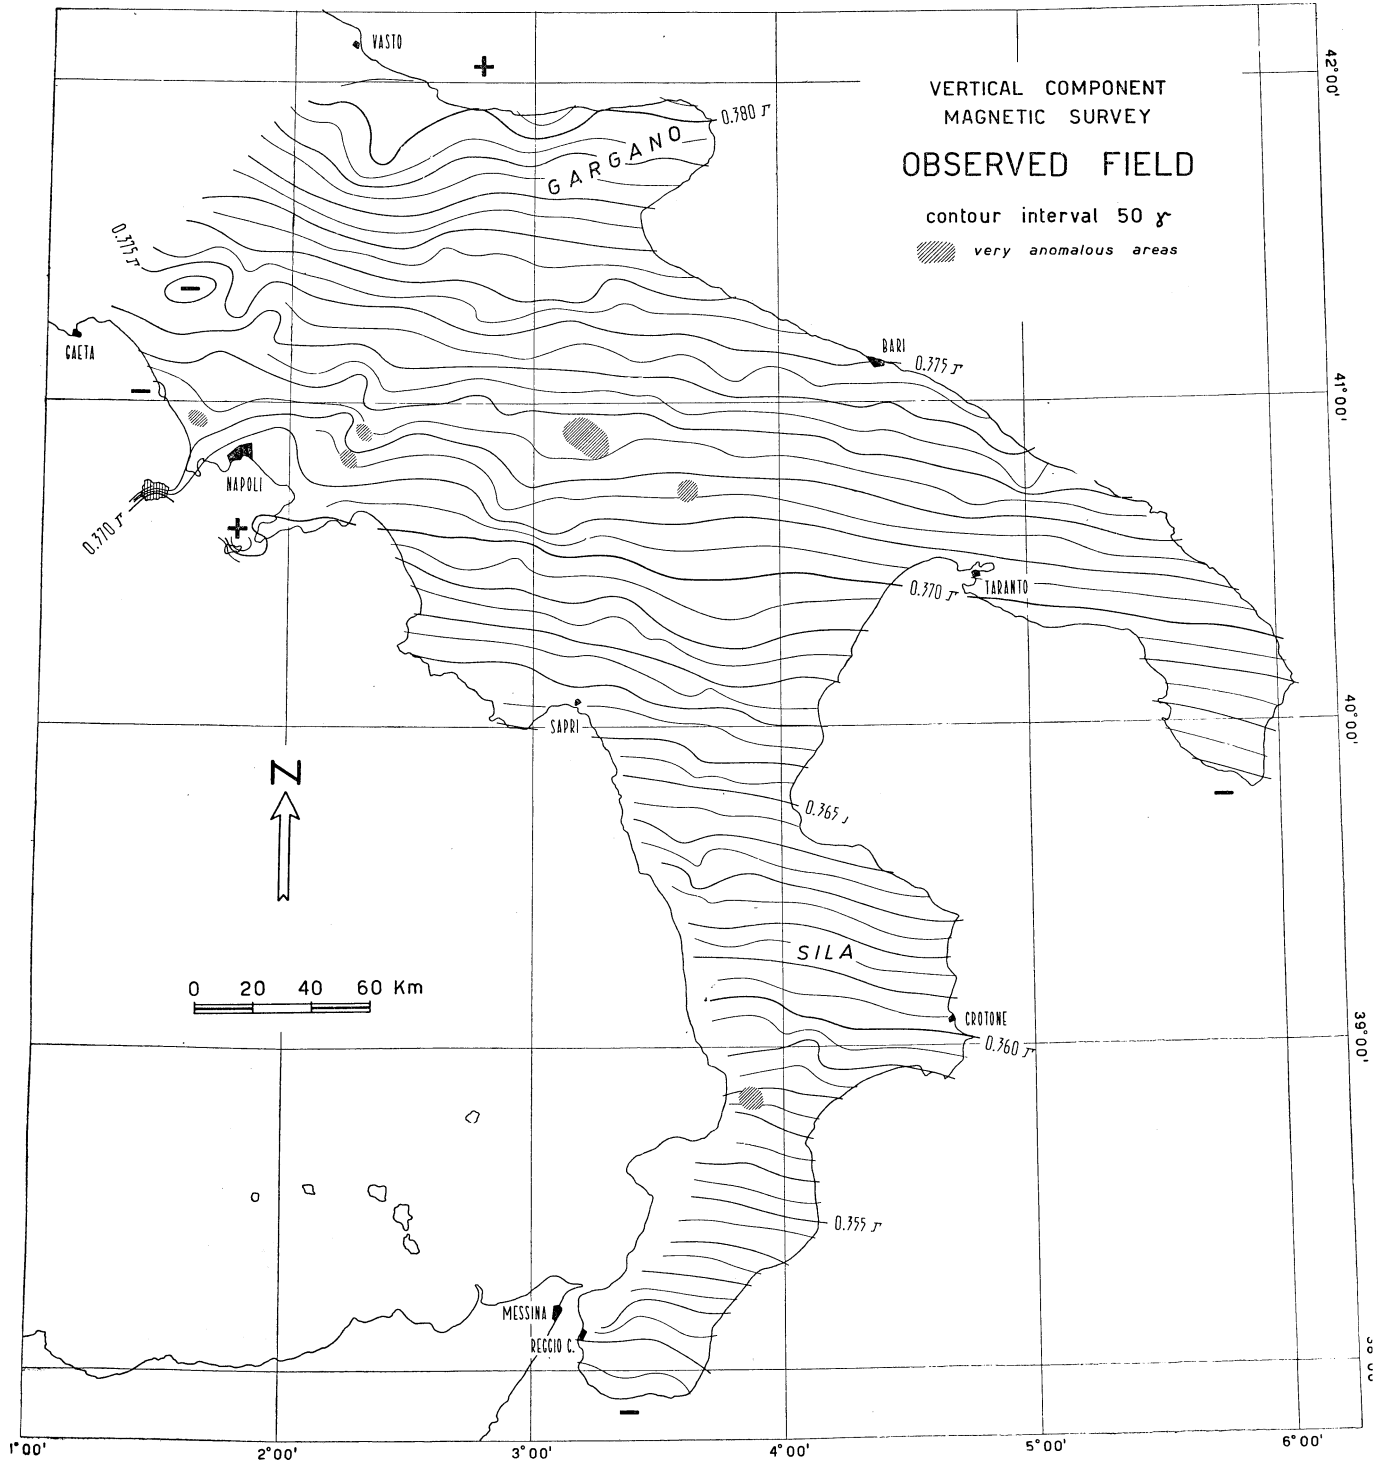 VASTO
+
42°00'
VERTICAL COMPONENT
MAGNETIC SURVEY
OBSERVED FIELD
contour interval 50 γ
very anomalous areas
0.380 Γ
GARGANO
0.375 Γ
−
GAETA
BARI
0.375 Γ
−
41°00'
NAPOLI
0.370 Γ
+
TARANTO
0.370 Γ
SAPRI
40°00'
−
N
0.365
SILA
0 20 40 60 Km
CROTONE
39°00'
0.360 Γ
0.355 Γ
MESSINA
REGGIO C.
−
1°00' 2°00' 3°00' 4°00' 5°00' 6°00'